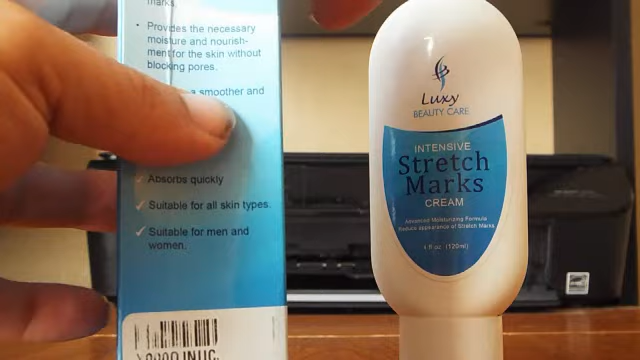 marks.
• Provides the necessary
moisture and nourish-
ment for the skin without
blocking pores.
a smoother and
✓ Absorbs quickly
✓ Suitable for all skin types.
✓ Suitable for men and
women.
Luxy
BEAUTY CARE
INTENSIVE
Stretch
Marks
CREAM
Advanced Moisturizing Formula
Reduce Appearance of Stretch Marks
4 fl oz (120ml)